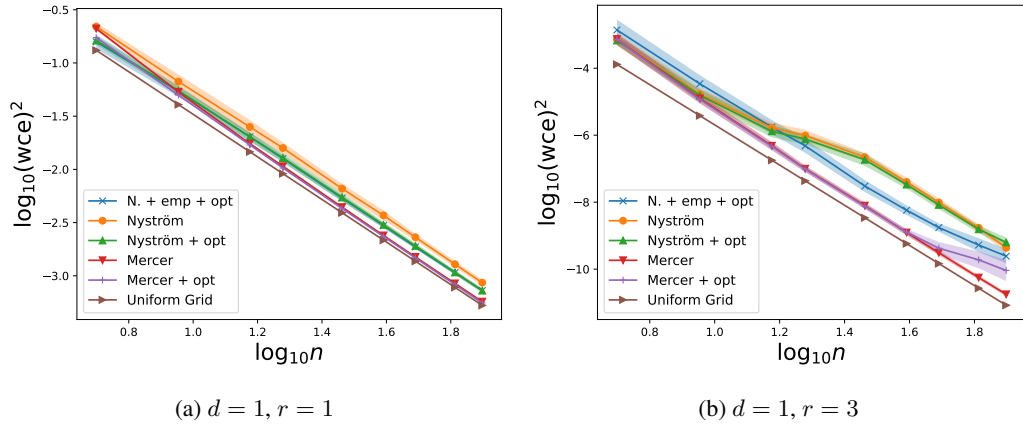 −0.5
−1.0
−1.5
−2.0
−2.5
−3.0
log₁₀(wce)²
N. + emp + opt
Nyström
Nyström + opt
Mercer
Mercer + opt
Uniform Grid
0.8 1.0 1.2 1.4 1.6 1.8
log₁₀n
(a) d = 1, r = 1
−4
−6
−8
−10
log₁₀(wce)²
N. + emp + opt
Nyström
Nyström + opt
Mercer
Mercer + opt
Uniform Grid
0.8 1.0 1.2 1.4 1.6 1.8
log₁₀n
(b) d = 1, r = 3